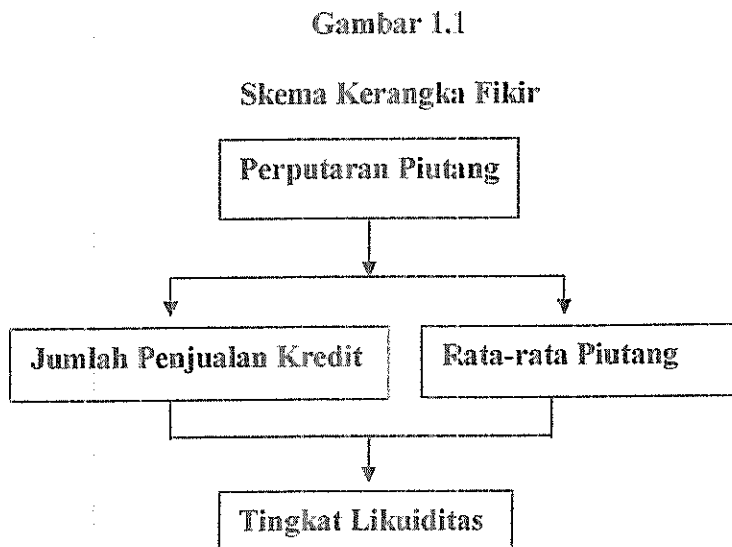 Gambar 1.1
Skema Kerangka Fikir
Perputaran Piutang
Jumlah Penjualan Kredit
Rata-rata Piutang
Tingkat Likuiditas